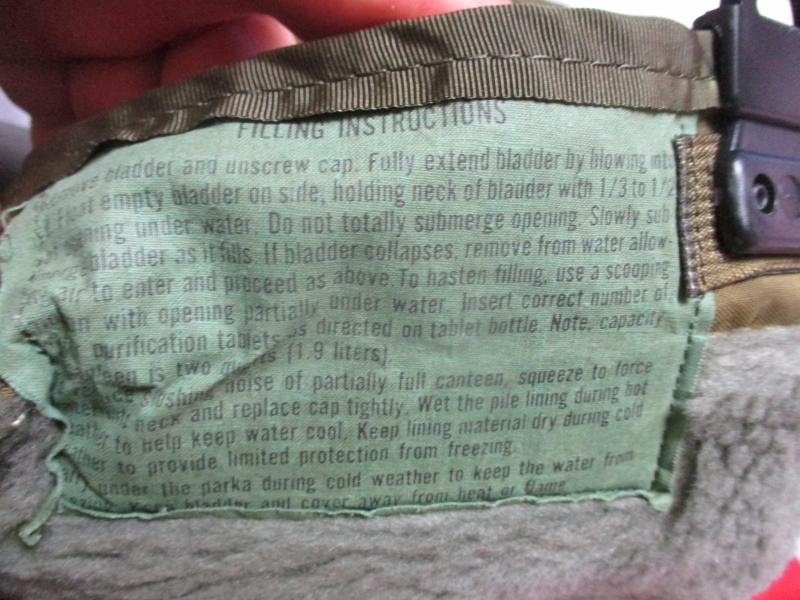 FILLING INSTRUCTIONS
bladder and unscrew cap. Fully extend bladder by blowing into
empty bladder on side, holding neck of bladder with 1/3 to 1/2
under water. Do not totally submerge opening. Slowly sub-
bladder as it fills. If bladder collapses, remove from water allow-
air to enter and proceed as above. To hasten filling, use a scooping
with opening partially under water. Insert correct number of
purification tablets as directed on tablet bottle. Note, capacity
is two quarts (1.9 liters).
noise of partially full canteen, squeeze to force
neck and replace cap tightly. Wet the pile lining during hot
to help keep water cool. Keep lining material dry during cold
to provide limited protection from freezing.
under the parka during cold weather to keep the water from
bladder and cover away from heat or flame.